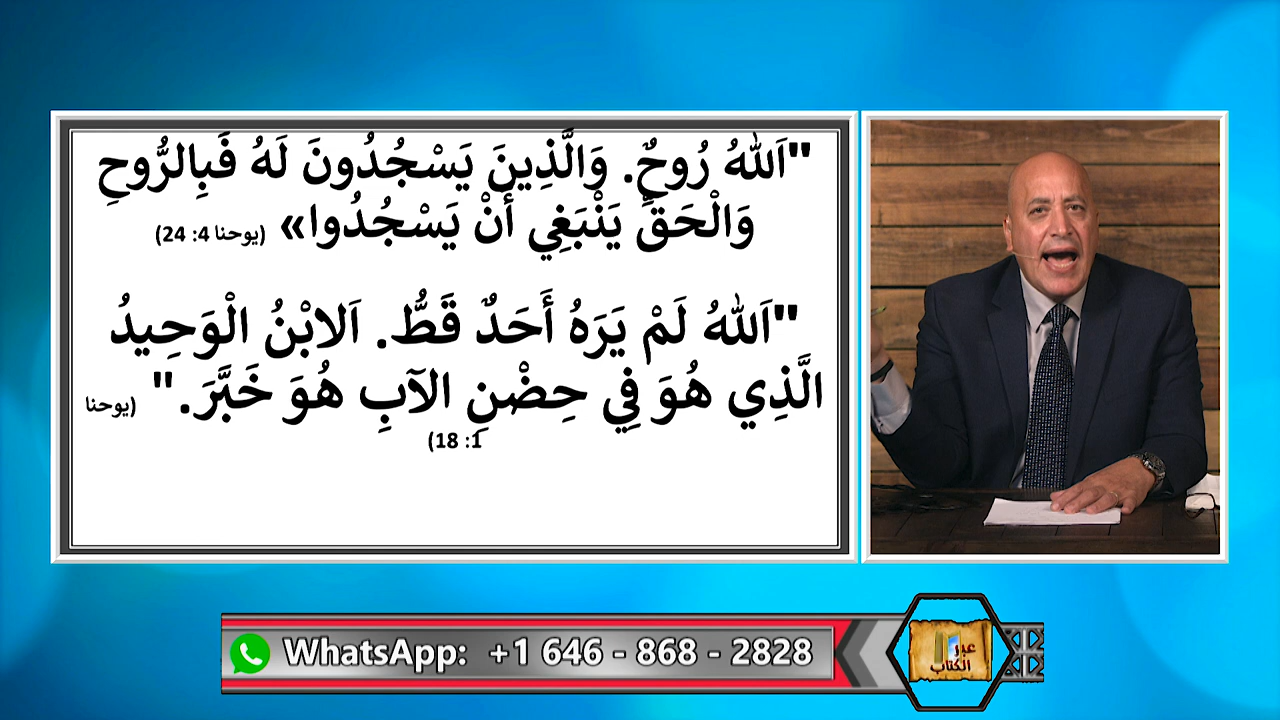 "اَللهُ رُوحٌ. وَالَّذِينَ يَسْجُدُونَ لَهُ فَبِالرُّوحِ
وَالْحَقِّ يَنْبَغِي أَنْ يَسْجُدُوا» (يوحنا 4: 24)
"اَللهُ لَمْ يَرَهُ أَحَدٌ قَطُّ. اَلابْنُ الْوَحِيدُ
الَّذِي هُوَ فِي حِضْنِ الآبِ هُوَ خَبَّرَ." (يوحنا
1: 18)
WhatsApp: +1 646 - 868 - 2828
عبر
الكتاب